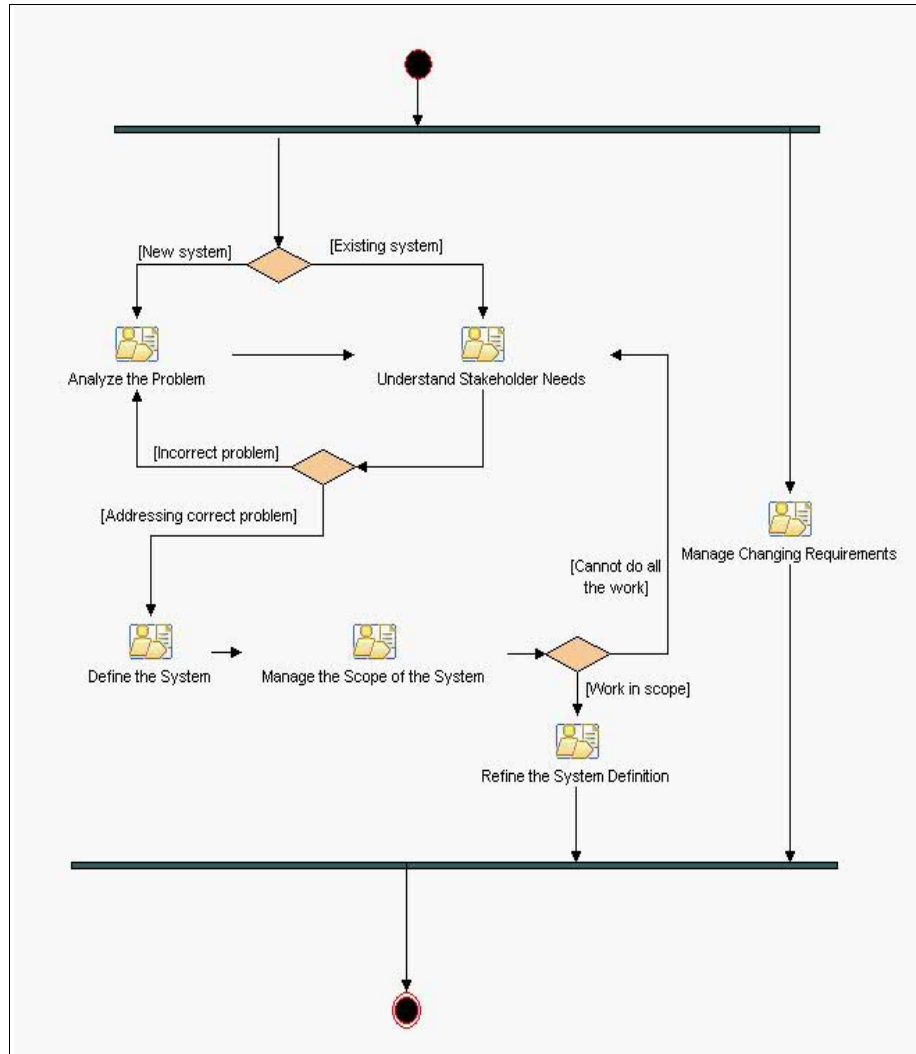 [New system]
[Existing system]
Analyze the Problem
Understand Stakeholder Needs
[Incorrect problem]
[Addressing correct problem]
Manage Changing Requirements
[Cannot do all
the work]
Define the System
Manage the Scope of the System
[Work in scope]
Refine the System Definition